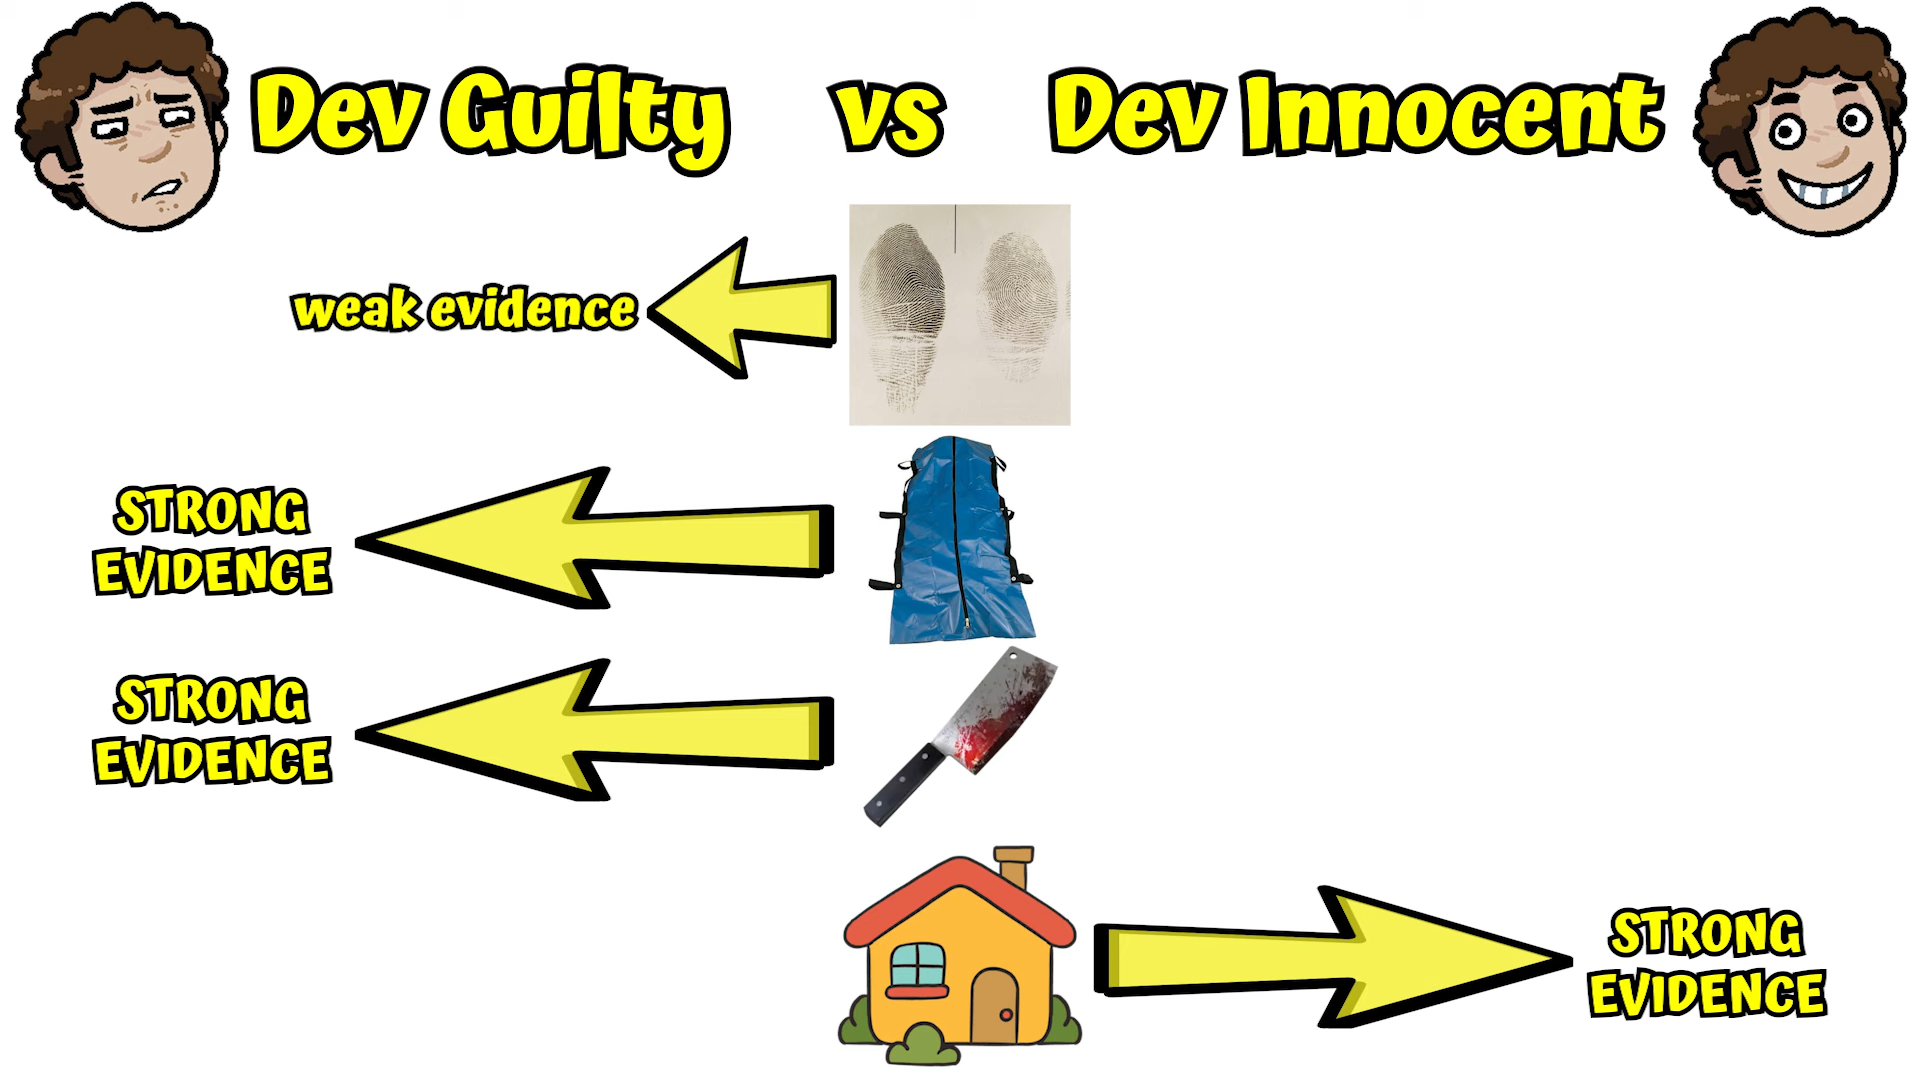 Dev Guilty vs Dev Innocent
weak evidence
STRONG
EVIDENCE
STRONG
EVIDENCE
STRONG
EVIDENCE